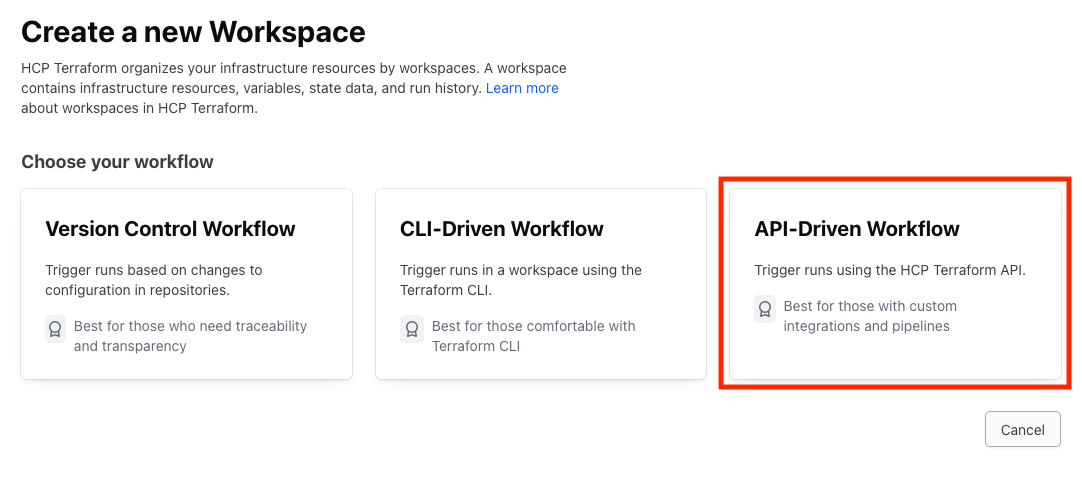 Create a new Workspace
HCP Terraform organizes your infrastructure resources by workspaces. A workspace
contains infrastructure resources, variables, state data, and run history. Learn more
about workspaces in HCP Terraform.
Choose your workflow
Version Control Workflow
Trigger runs based on changes to
configuration in repositories.
Best for those who need traceability
and transparency
CLI-Driven Workflow
Trigger runs in a workspace using the
Terraform CLI.
Best for those comfortable with
Terraform CLI
API-Driven Workflow
Trigger runs using the HCP Terraform API.
Best for those with custom
integrations and pipelines
Cancel